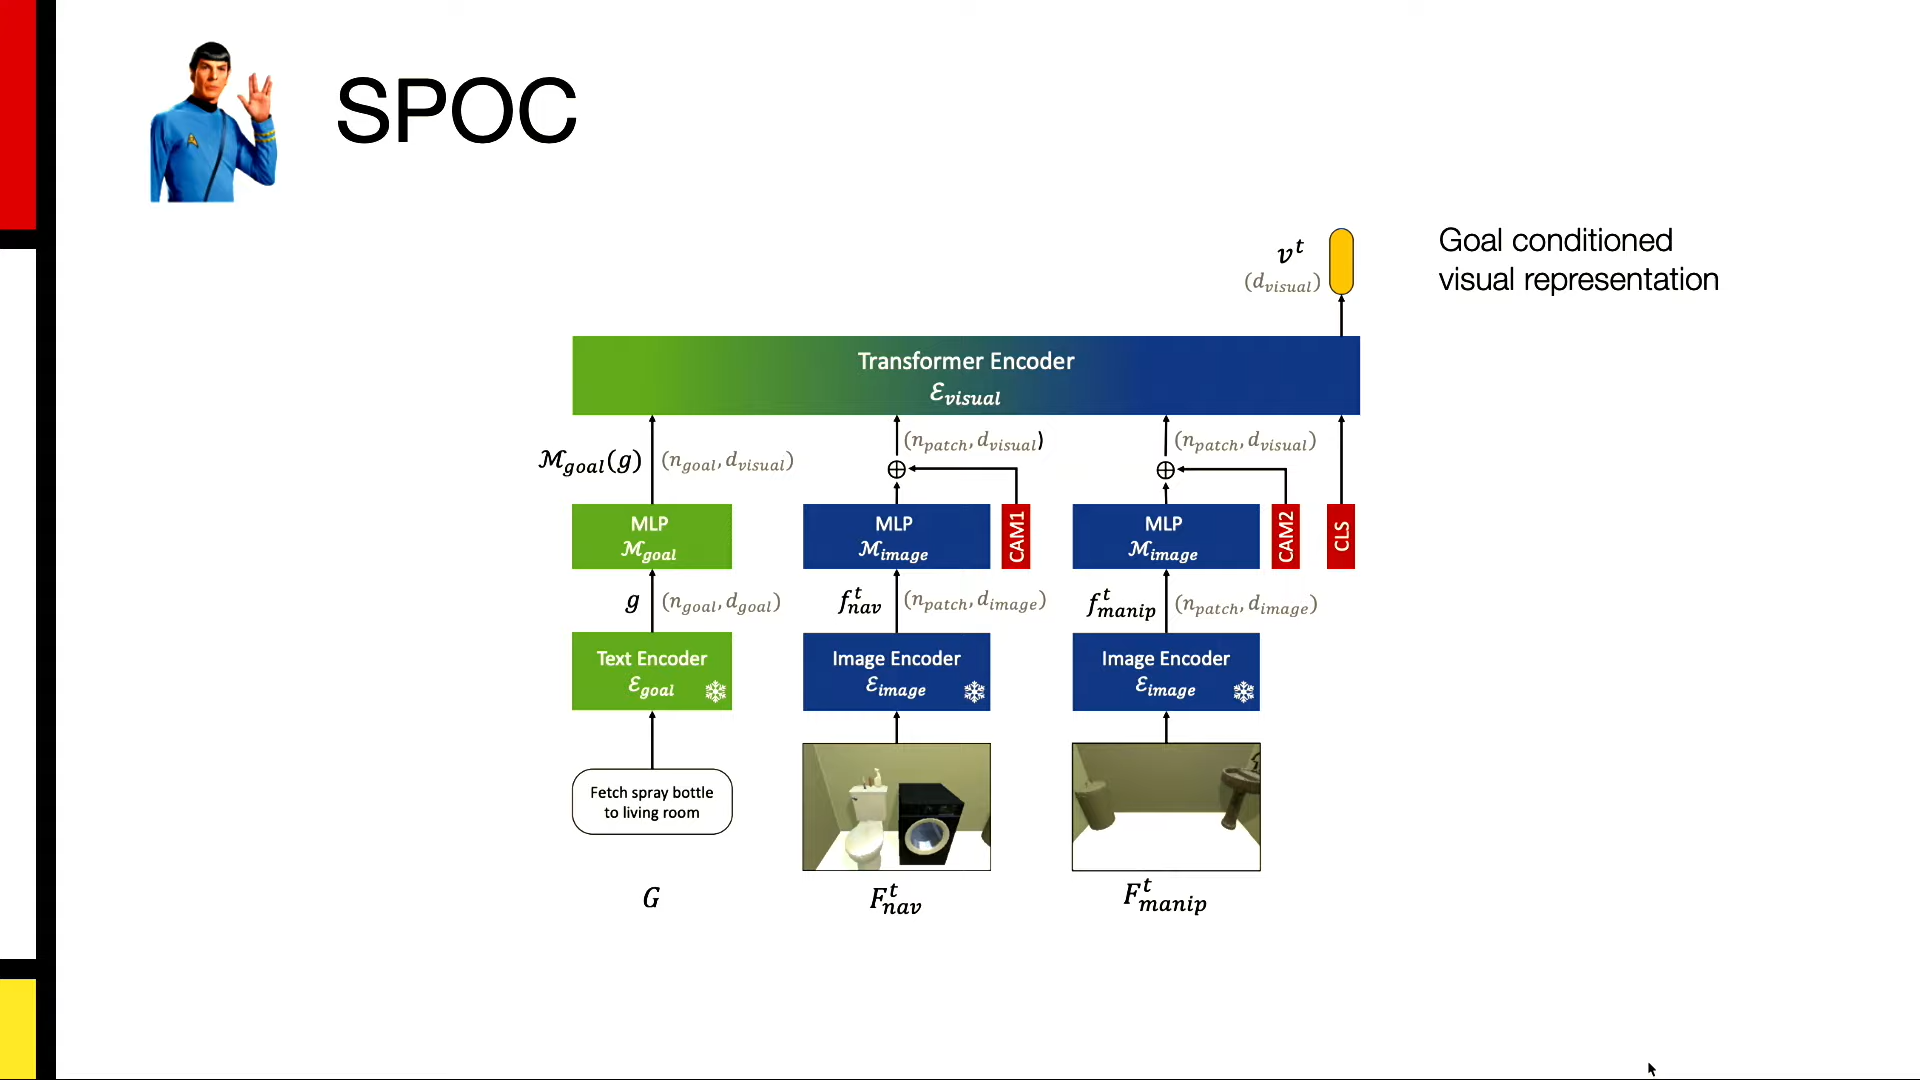 SPOC
Goal conditioned
visual representation
v^t
(d_visual)
Transformer Encoder
ℰ_visual
ℳ_goal(g)
(n_goal, d_visual)
(n_patch, d_visual)
(n_patch, d_visual)
MLP
ℳ_goal
MLP
ℳ_image
CAM1
MLP
ℳ_image
CAM2
CLS
g
(n_goal, d_goal)
f^t_nav
(n_patch, d_image)
f^t_manip
(n_patch, d_image)
Text Encoder
ℰ_goal
Image Encoder
ℰ_image
Image Encoder
ℰ_image
Fetch spray bottle
to living room
G
F^t_nav
F^t_manip